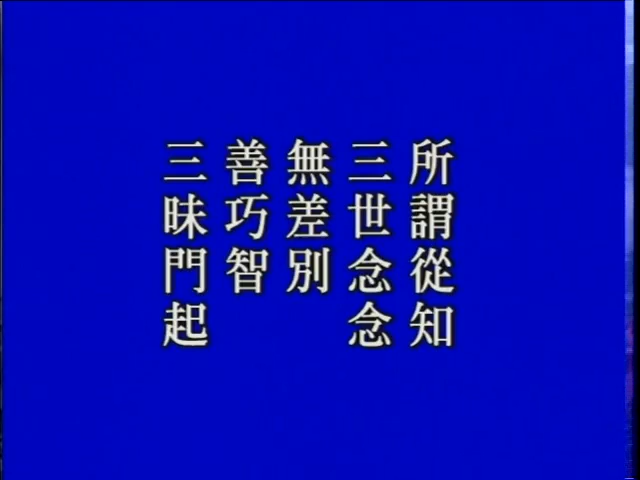 所謂從知
三世念念
無差別
善巧智
三昧門起